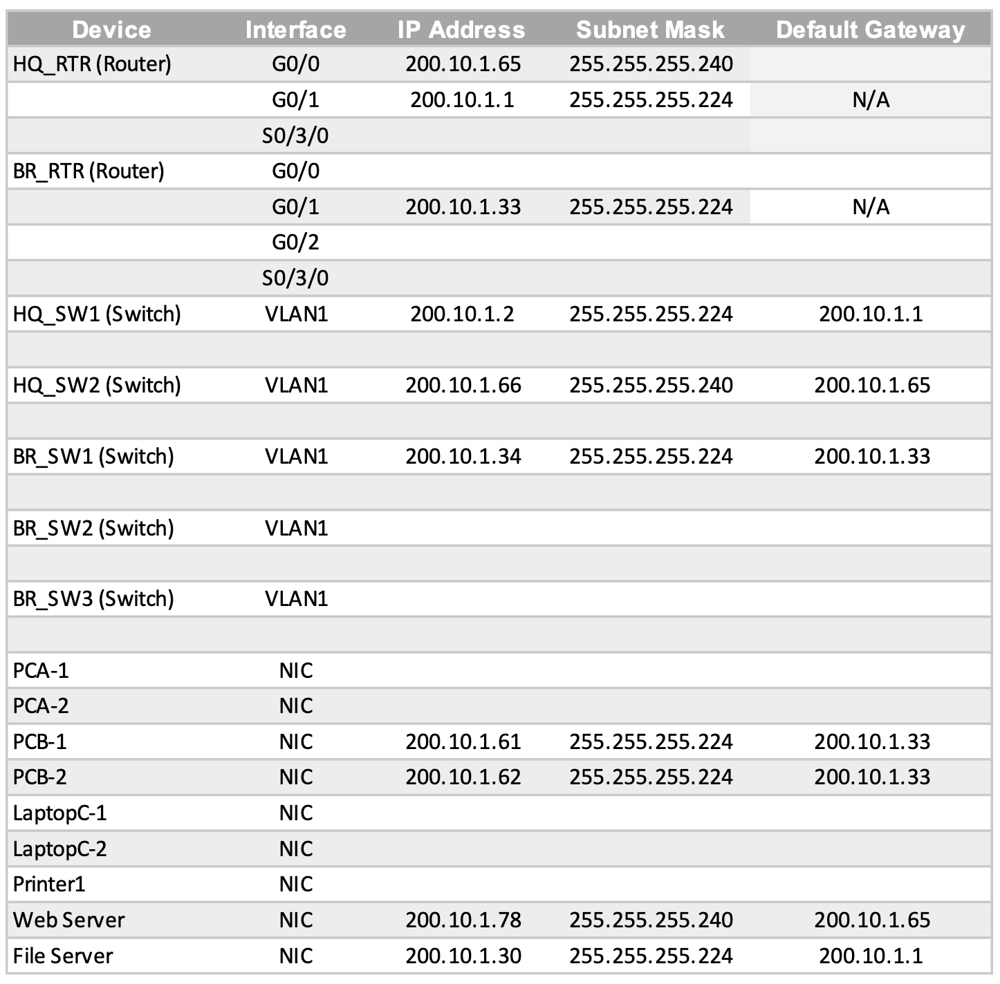 Device Interface IP Address Subnet Mask Default Gateway
HQ_RTR (Router) G0/0 200.10.1.65 255.255.255.240
G0/1 200.10.1.1 255.255.255.224 N/A
S0/3/0
BR_RTR (Router) G0/0
G0/1 200.10.1.33 255.255.255.224 N/A
G0/2
S0/3/0
HQ_SW1 (Switch) VLAN1 200.10.1.2 255.255.255.224 200.10.1.1
HQ_SW2 (Switch) VLAN1 200.10.1.66 255.255.255.240 200.10.1.65
BR_SW1 (Switch) VLAN1 200.10.1.34 255.255.255.224 200.10.1.33
BR_SW2 (Switch) VLAN1
BR_SW3 (Switch) VLAN1
PCA-1 NIC
PCA-2 NIC
PCB-1 NIC 200.10.1.61 255.255.255.224 200.10.1.33
PCB-2 NIC 200.10.1.62 255.255.255.224 200.10.1.33
LaptopC-1 NIC
LaptopC-2 NIC
Printer1 NIC
Web Server NIC 200.10.1.78 255.255.255.240 200.10.1.65
File Server NIC 200.10.1.30 255.255.255.224 200.10.1.1